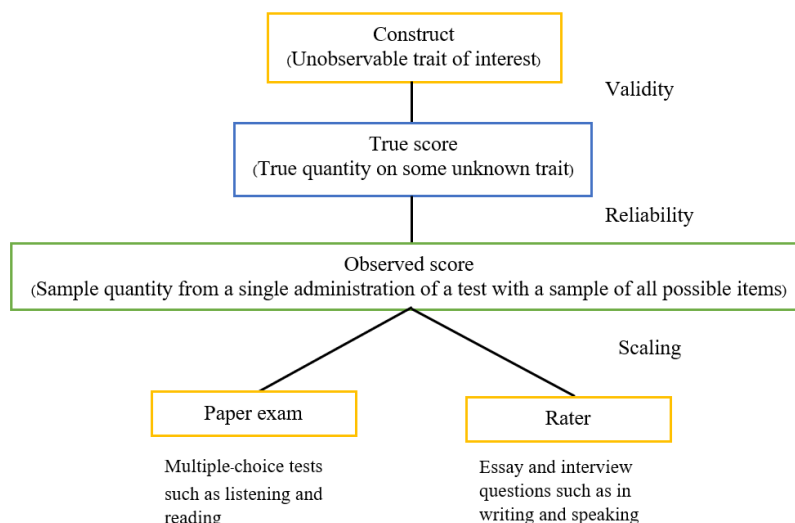 Construct
(Unobservable trait of interest)
Validity
True score
(True quantity on some unknown trait)
Reliability
Observed score
(Sample quantity from a single administration of a test with a sample of all possible items)
Scaling
Paper exam
Rater
Multiple-choice tests
such as listening and
reading
Essay and interview
questions such as in
writing and speaking